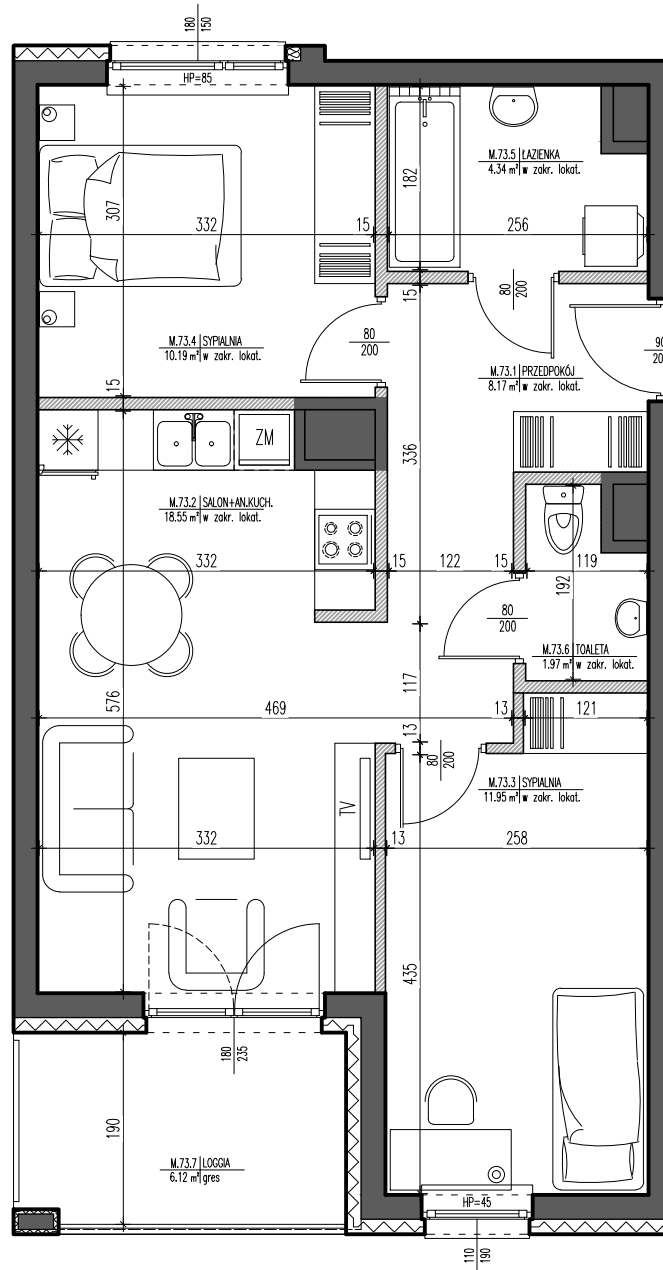 180
150
HP=85
M.73.5 ŁAZIENKA
4.34 m² w zakr. lokat.
182
307
332
15
256
15
80
200
80
200
90
M.73.4 SYPIALNIA
10.19 m² w zakr. lokat.
M.73.1 PRZEDPOKÓJ
8.17 m² w zakr. lokat.
15
ZM
336
M.73.2 SALON+AN.KUCH.
18.55 m² w zakr. lokat.
332
15
122
15
119
192
80
200
M.73.6 TOALETA
1.97 m² w zakr. lokat.
117
576
469
13
121
13
80
200
M.73.3 SYPIALNIA
11.95 m² w zakr. lokat.
TV
332
13
258
435
180
235
190
M.73.7 LOGGIA
6.12 m² gres
HP=45
110
190